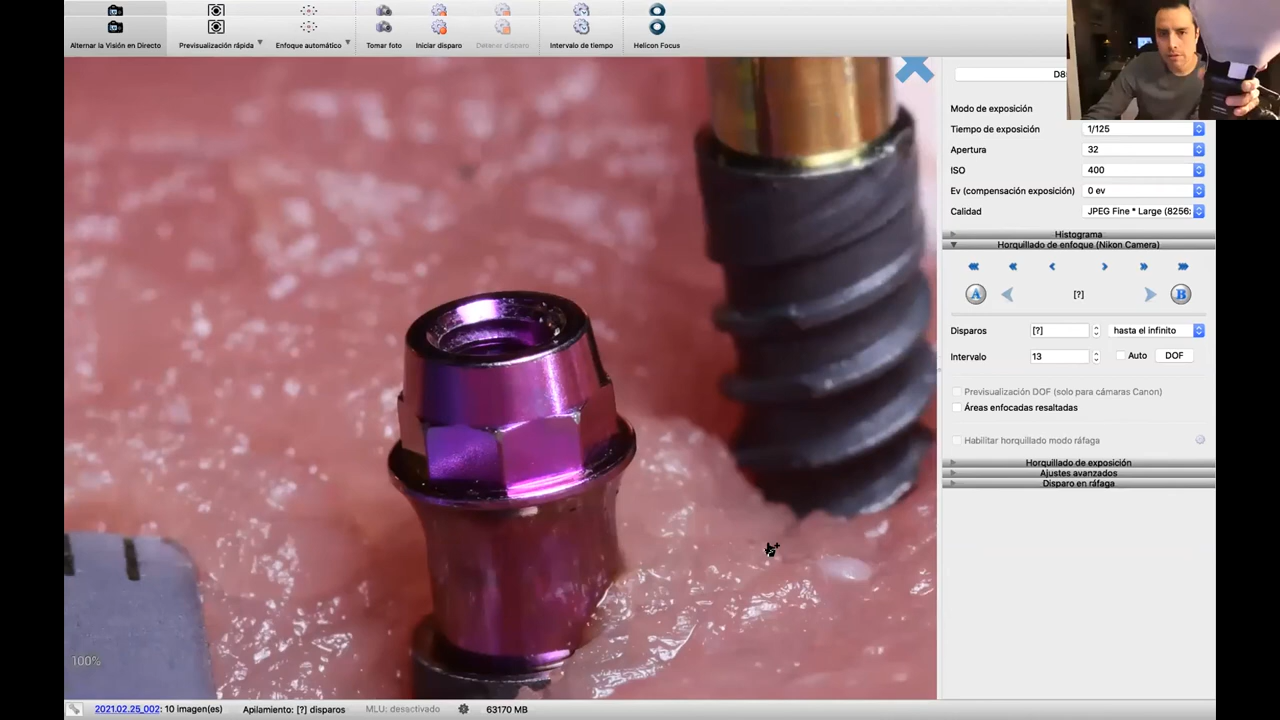 Alternar la Visión en Directo
Previsualización rápida
Enfoque automático
Tomar foto
Iniciar disparo
Detener disparo
Intervalo de tiempo
Helicon Focus
Modo de exposición
Tiempo de exposición 1/125
Apertura 32
ISO 400
Ev (compensación exposición) 0 ev
Calidad JPEG Fine * Large (8256:
Histograma
Horquillado de enfoque (Nikon Camera)
A [?] B
Disparos [?] hasta el infinito
Intervalo 13 Auto DOF
Previsualización DOF (solo para cámaras Canon)
Áreas enfocadas resaltadas
Habilitar horquillado modo ráfaga
Horquillado de exposición
Ajustes avanzados
Disparo en ráfaga
100%
2021.02.25_002: 10 imagen(es) Apilamiento: [?] disparos MLU: desactivado 63170 MB